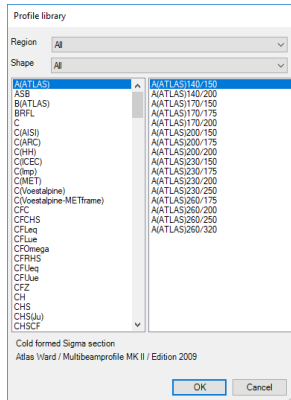 Profile library
Region All
Shape All
A(ATLAS)
ASB
B(ATLAS)
BRFL
C
C(AISI)
C(ARC)
C(HH)
C(ICEC)
C(Imp)
C(MET)
C(Voestalpine)
C(Voestalpine-METframe)
CFC
CFCHS
CFLeq
CFLue
CFOmega
CFRHS
CFUeq
CFUue
CFZ
CH
CHS
CHS(Ju)
CHSCF
A(ATLAS)140/150
A(ATLAS)140/200
A(ATLAS)170/150
A(ATLAS)170/175
A(ATLAS)170/200
A(ATLAS)200/150
A(ATLAS)200/175
A(ATLAS)200/200
A(ATLAS)230/150
A(ATLAS)230/175
A(ATLAS)230/200
A(ATLAS)230/250
A(ATLAS)260/175
A(ATLAS)260/200
A(ATLAS)260/250
A(ATLAS)260/320
Cold formed Sigma section
Atlas Ward / Multibeamprofile MK II / Edition 2009
OK Cancel